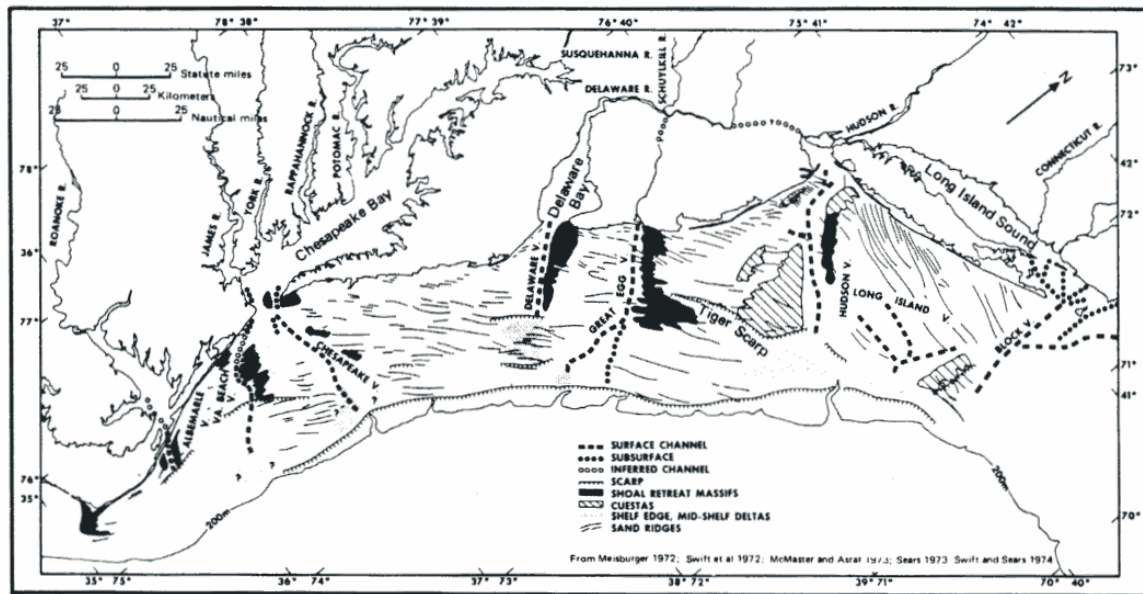 37° 78° 38° 77° 39° 76° 40° 75° 41° 74° 42°
25 0 25
Statute miles
25 0 25
Kilometers
25 0 25
Nautical miles
SUSQUEHANNA R.
DELAWARE R.
SCHUYLKILL R.
HUDSON R.
CONNECTICUT R.
N
73°
78°
42°
72°
36°
77°
41°
76°
35°
71°
70°
ROANOKE R.
JAMES R.
YORK R.
RAPPAHANNOCK R.
POTOMAC R.
Chesapeake Bay
Delaware Bay
Long Island Sound
DELAWARE V.
GREAT EGG V.
Tiger Scarp
HUDSON V.
LONG ISLAND V.
BLOCK V.
CHESAPEAKE V.
VA. BEACH V.
ALBEMARLE V.
? ? ? ?
200m
200m
SURFACE CHANNEL
SUBSURFACE
INFERRED CHANNEL
SCARP
SHOAL RETREAT MASSIFS
CUESTAS
SHELF EDGE, MID-SHELF DELTAS
SAND RIDGES
From Meisburger 1972; Swift et al 1972; McMaster and Asraf 1973; Sears 1973 Swift and Sears 1974
35° 75° 36° 74° 37° 73° 38° 72° 39° 71° 70° 40°